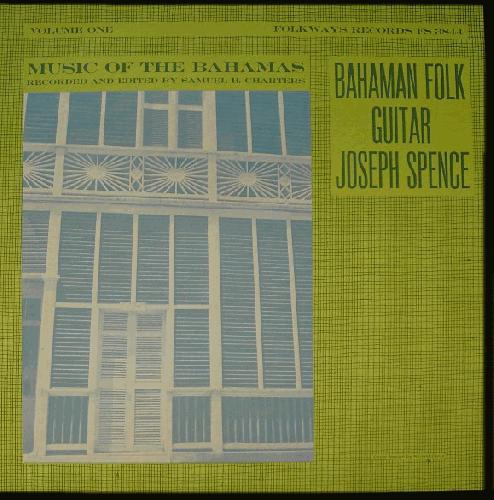 VOLUME ONE
FOLKWAYS RECORDS FS 3844
MUSIC OF THE BAHAMAS
RECORDED AND EDITED BY SAMUEL B. CHARTERS
BAHAMAN FOLK
GUITAR
JOSEPH SPENCE